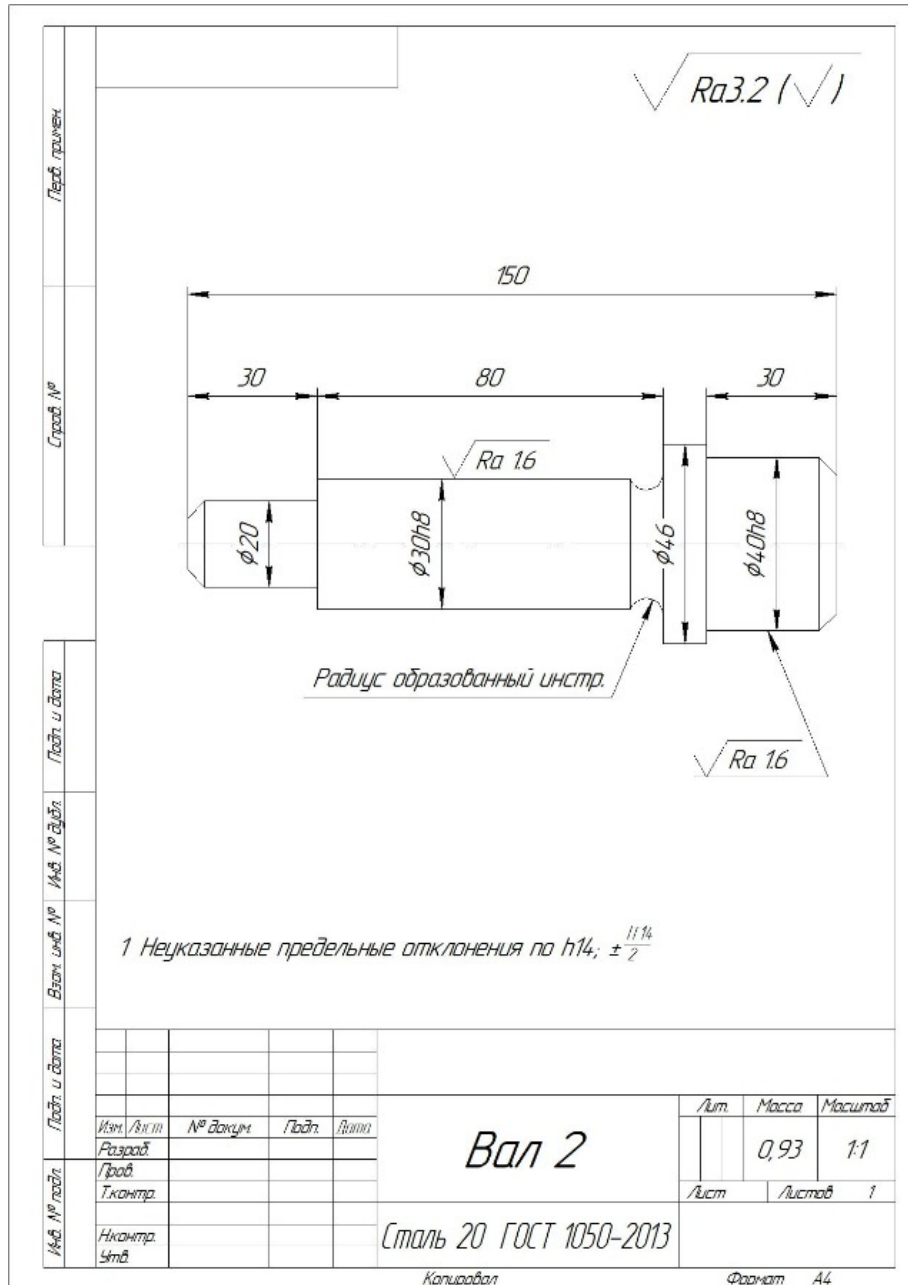 Перв. примен.
Справ. №
Подп. и дата
Инв. № дубл.
Взам. инв. №
Подп. и дата
Инв. № подл.
Ra3.2 (√)
150
30
80
30
Ra 1.6
ϕ20
ϕ30h8
ϕ46
ϕ40h8
Радиус образованный инстр.
Ra 1.6
1 Неуказанные предельные отклонения по h14; ± IT14/2
Изм. Лист № докум. Подп. Дата
Разраб.
Пров.
Т.контр.
Н.контр.
Утв.
Вал 2
Сталь 20 ГОСТ 1050-2013
Лит. Масса Масштаб
0,93 1:1
Лист Листов 1
Копировал Формат A4